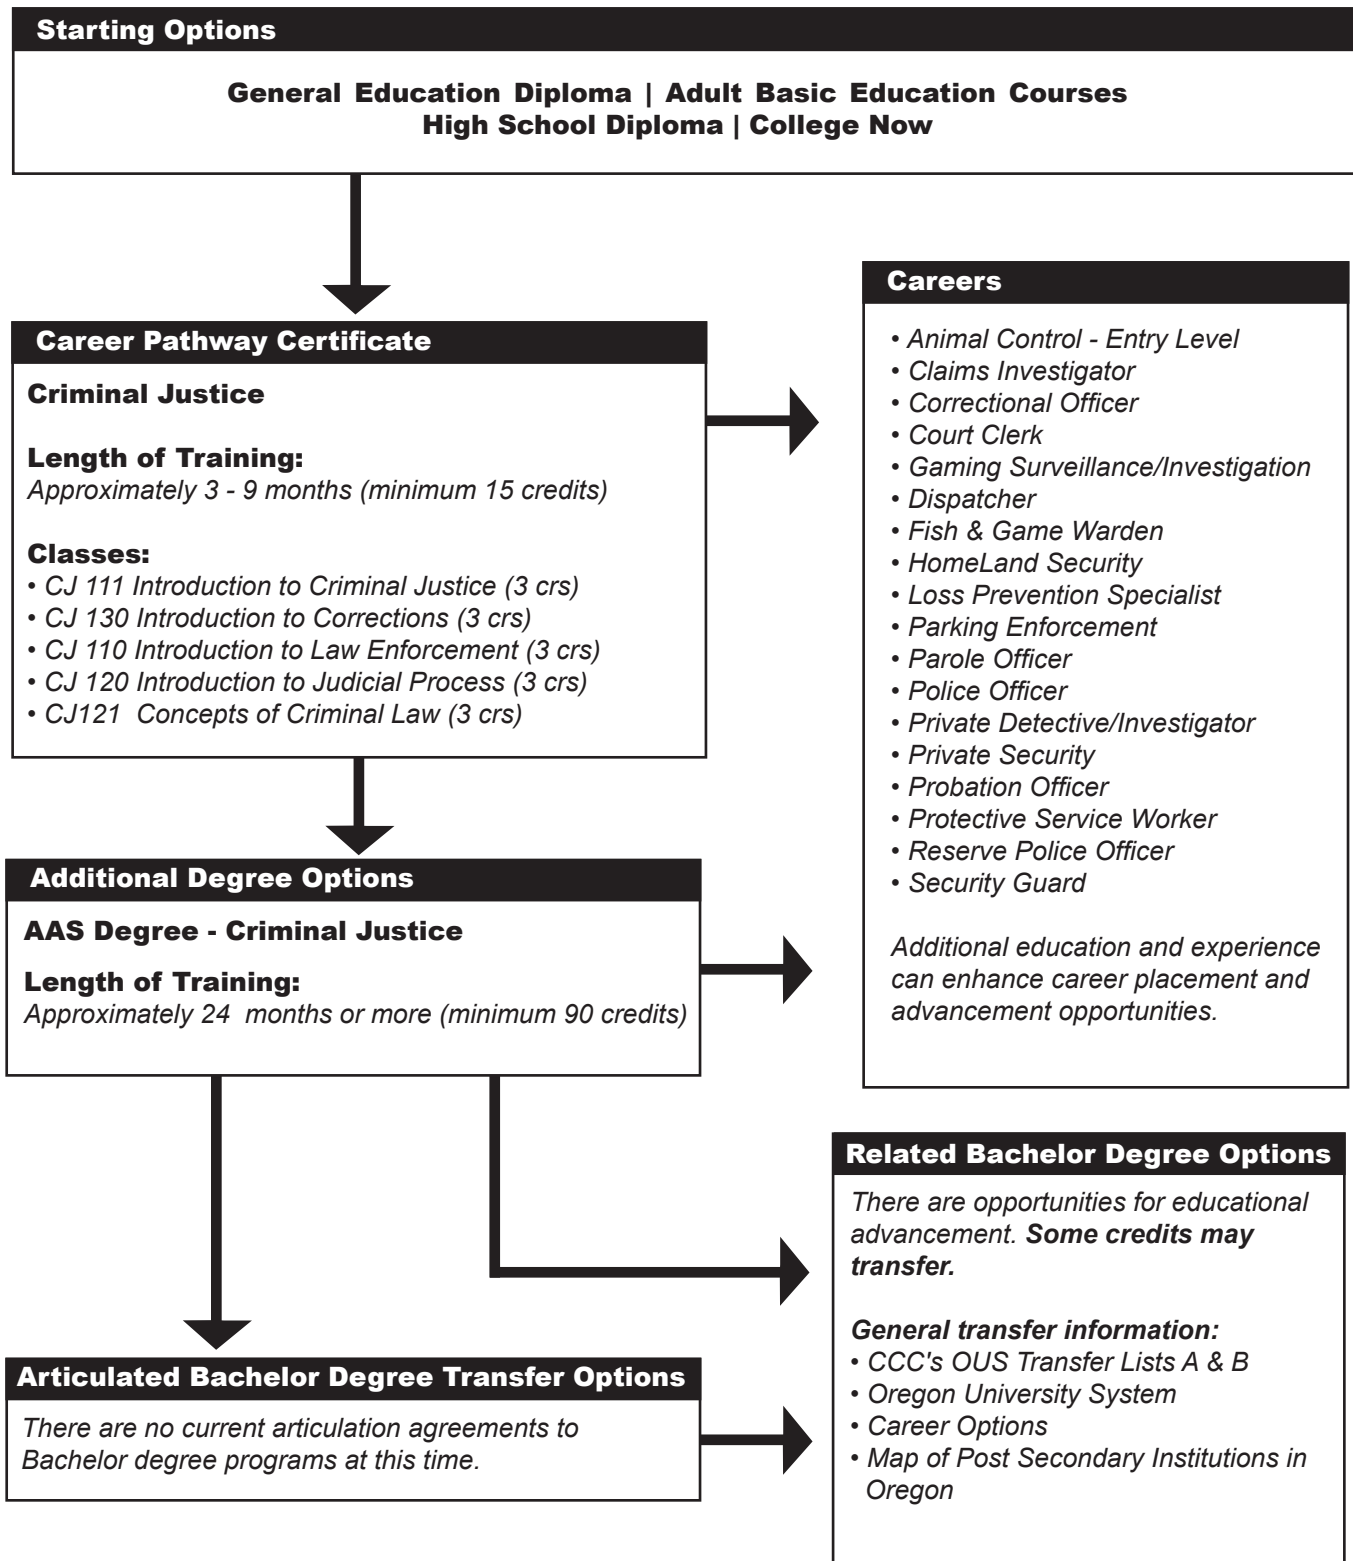 Starting Options
General Education Diploma | Adult Basic Education Courses
High School Diploma | College Now
Career Pathway Certificate
Criminal Justice
Length of Training:
Approximately 3 - 9 months (minimum 15 credits)
Classes:
• CJ 111 Introduction to Criminal Justice (3 crs)
• CJ 130 Introduction to Corrections (3 crs)
• CJ 110 Introduction to Law Enforcement (3 crs)
• CJ 120 Introduction to Judicial Process (3 crs)
• CJ121 Concepts of Criminal Law (3 crs)
Careers
• Animal Control - Entry Level
• Claims Investigator
• Correctional Officer
• Court Clerk
• Gaming Surveillance/Investigation
• Dispatcher
• Fish & Game Warden
• HomeLand Security
• Loss Prevention Specialist
• Parking Enforcement
• Parole Officer
• Police Officer
• Private Detective/Investigator
• Private Security
• Probation Officer
• Protective Service Worker
• Reserve Police Officer
• Security Guard
Additional education and experience
can enhance career placement and
advancement opportunities.
Additional Degree Options
AAS Degree - Criminal Justice
Length of Training:
Approximately 24 months or more (minimum 90 credits)
Related Bachelor Degree Options
There are opportunities for educational
advancement. Some credits may
transfer.
General transfer information:
• CCC's OUS Transfer Lists A & B
• Oregon University System
• Career Options
• Map of Post Secondary Institutions in
Oregon
Articulated Bachelor Degree Transfer Options
There are no current articulation agreements to
Bachelor degree programs at this time.